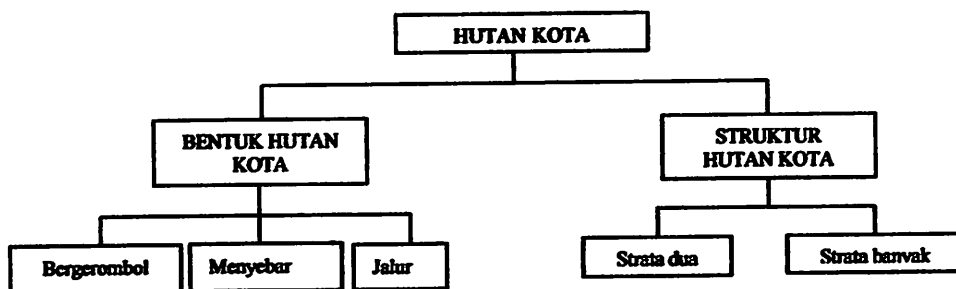 HUTAN KOTA
BENTUK HUTAN
KOTA
STRUKTUR
HUTAN KOTA
Bergerombol
Menyebar
Jalur
Strata dua
Strata banyak